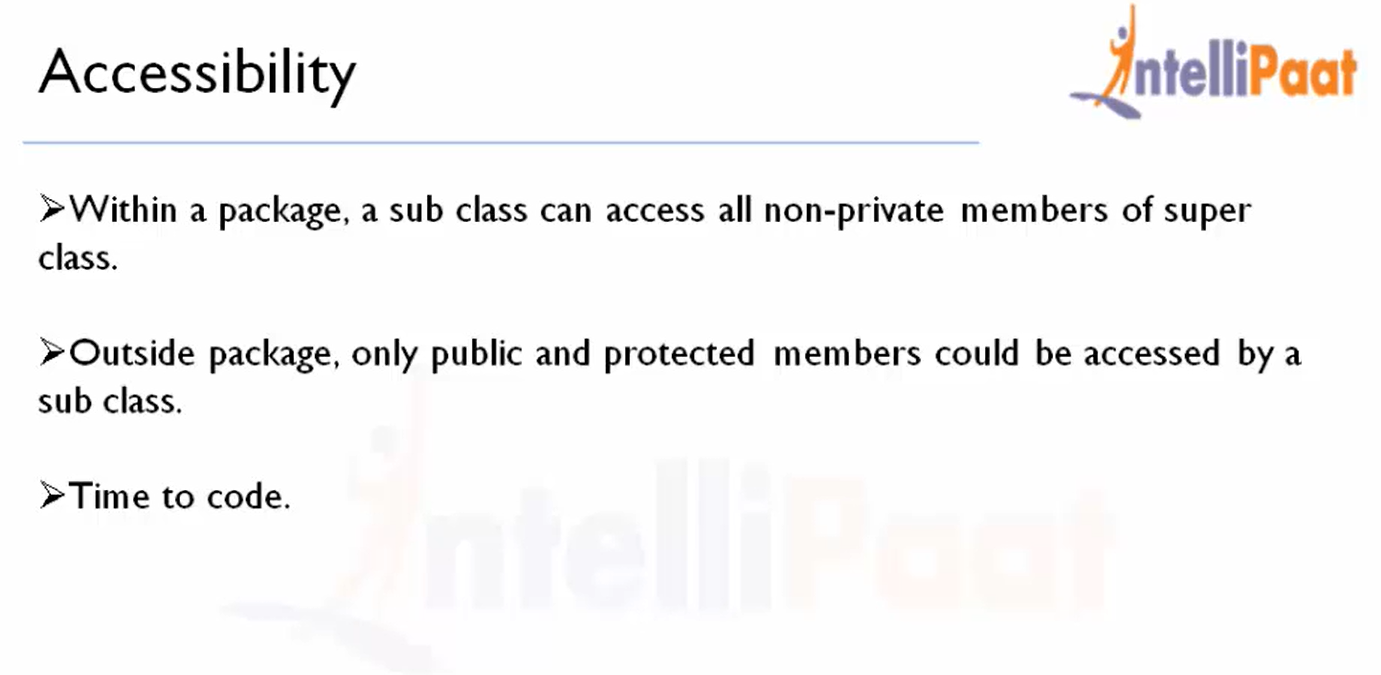 Accessibility
IntelliPaat
➢Within a package, a sub class can access all non-private members of super
class.
➢Outside package, only public and protected members could be accessed by a
sub class.
➢Time to code.
IntelliPaat